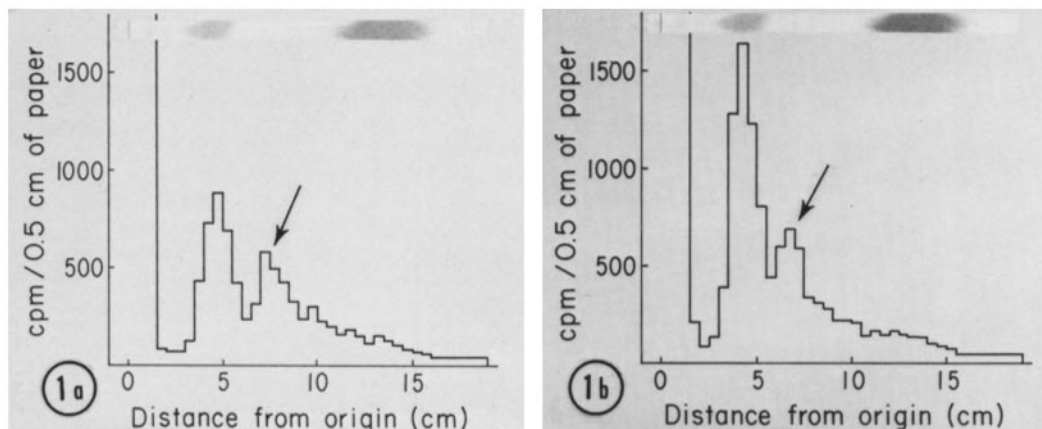 cpm/0.5 cm of paper
1500
1000
500
0 5 10 15
Distance from origin (cm)
1a
cpm/0.5 cm of paper
1500
1000
500
0 5 10 15
Distance from origin (cm)
1b